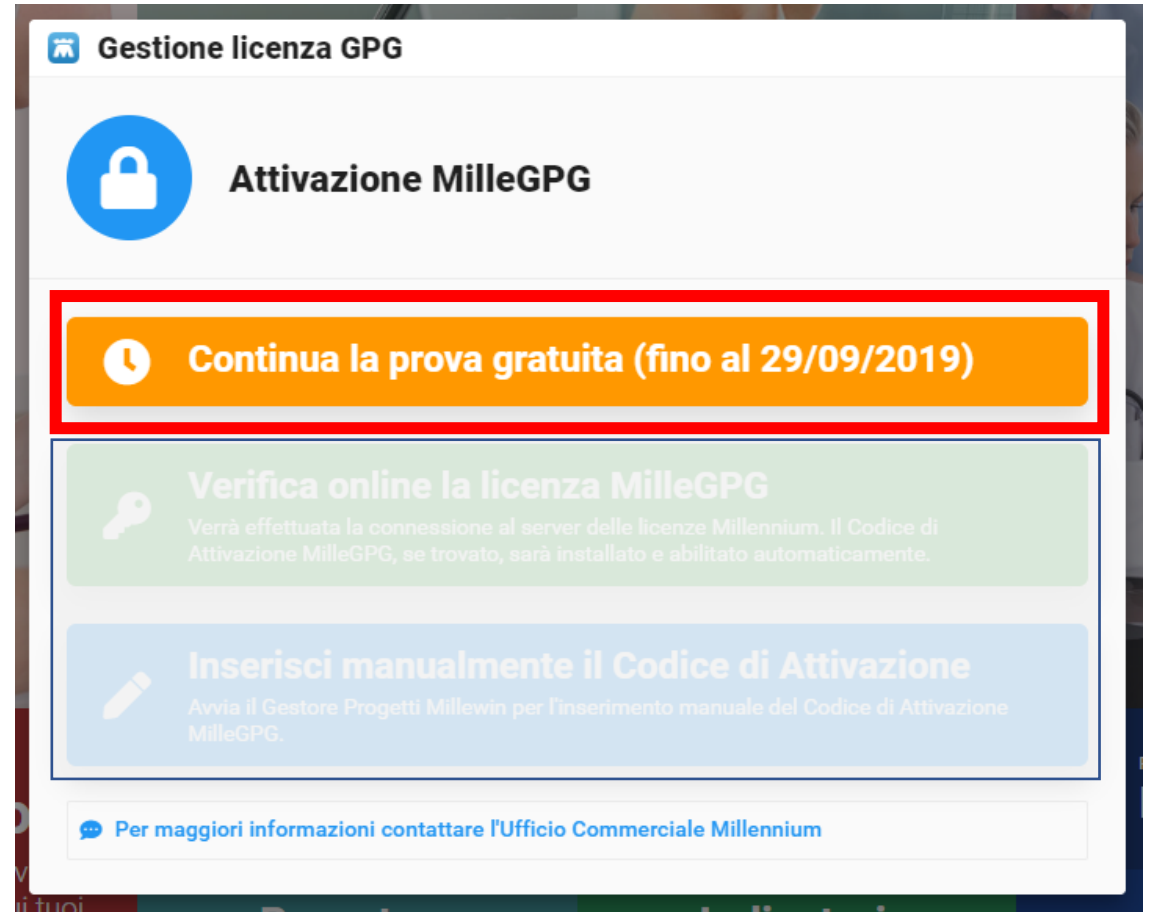 Gestione licenza GPG
Attivazione MilleGPG
Continua la prova gratuita (fino al 29/09/2019)
Verifica online la licenza MilleGPG
Verrà effettuata la connessione al server delle licenze Millennium. Il Codice di
Attivazione MilleGPG, se trovato, sarà installato e abilitato automaticamente.
Inserisci manualmente il Codice di Attivazione
Avvia il Gestore Progetti Millewin per l'inserimento manuale del Codice di Attivazione
MilleGPG.
Per maggiori informazioni contattare l'Ufficio Commerciale Millennium
tuoi